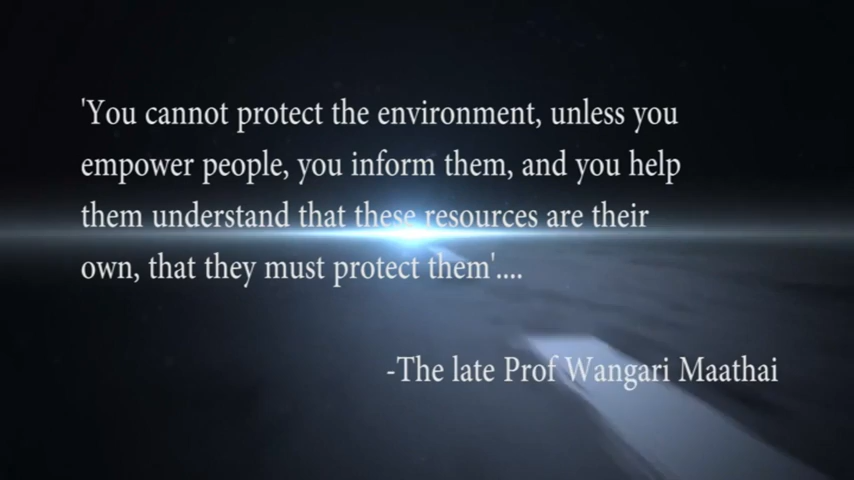 'You cannot protect the environment, unless you
empower people, you inform them, and you help
them understand that these resources are their
own, that they must protect them'....
-The late Prof Wangari Maathai